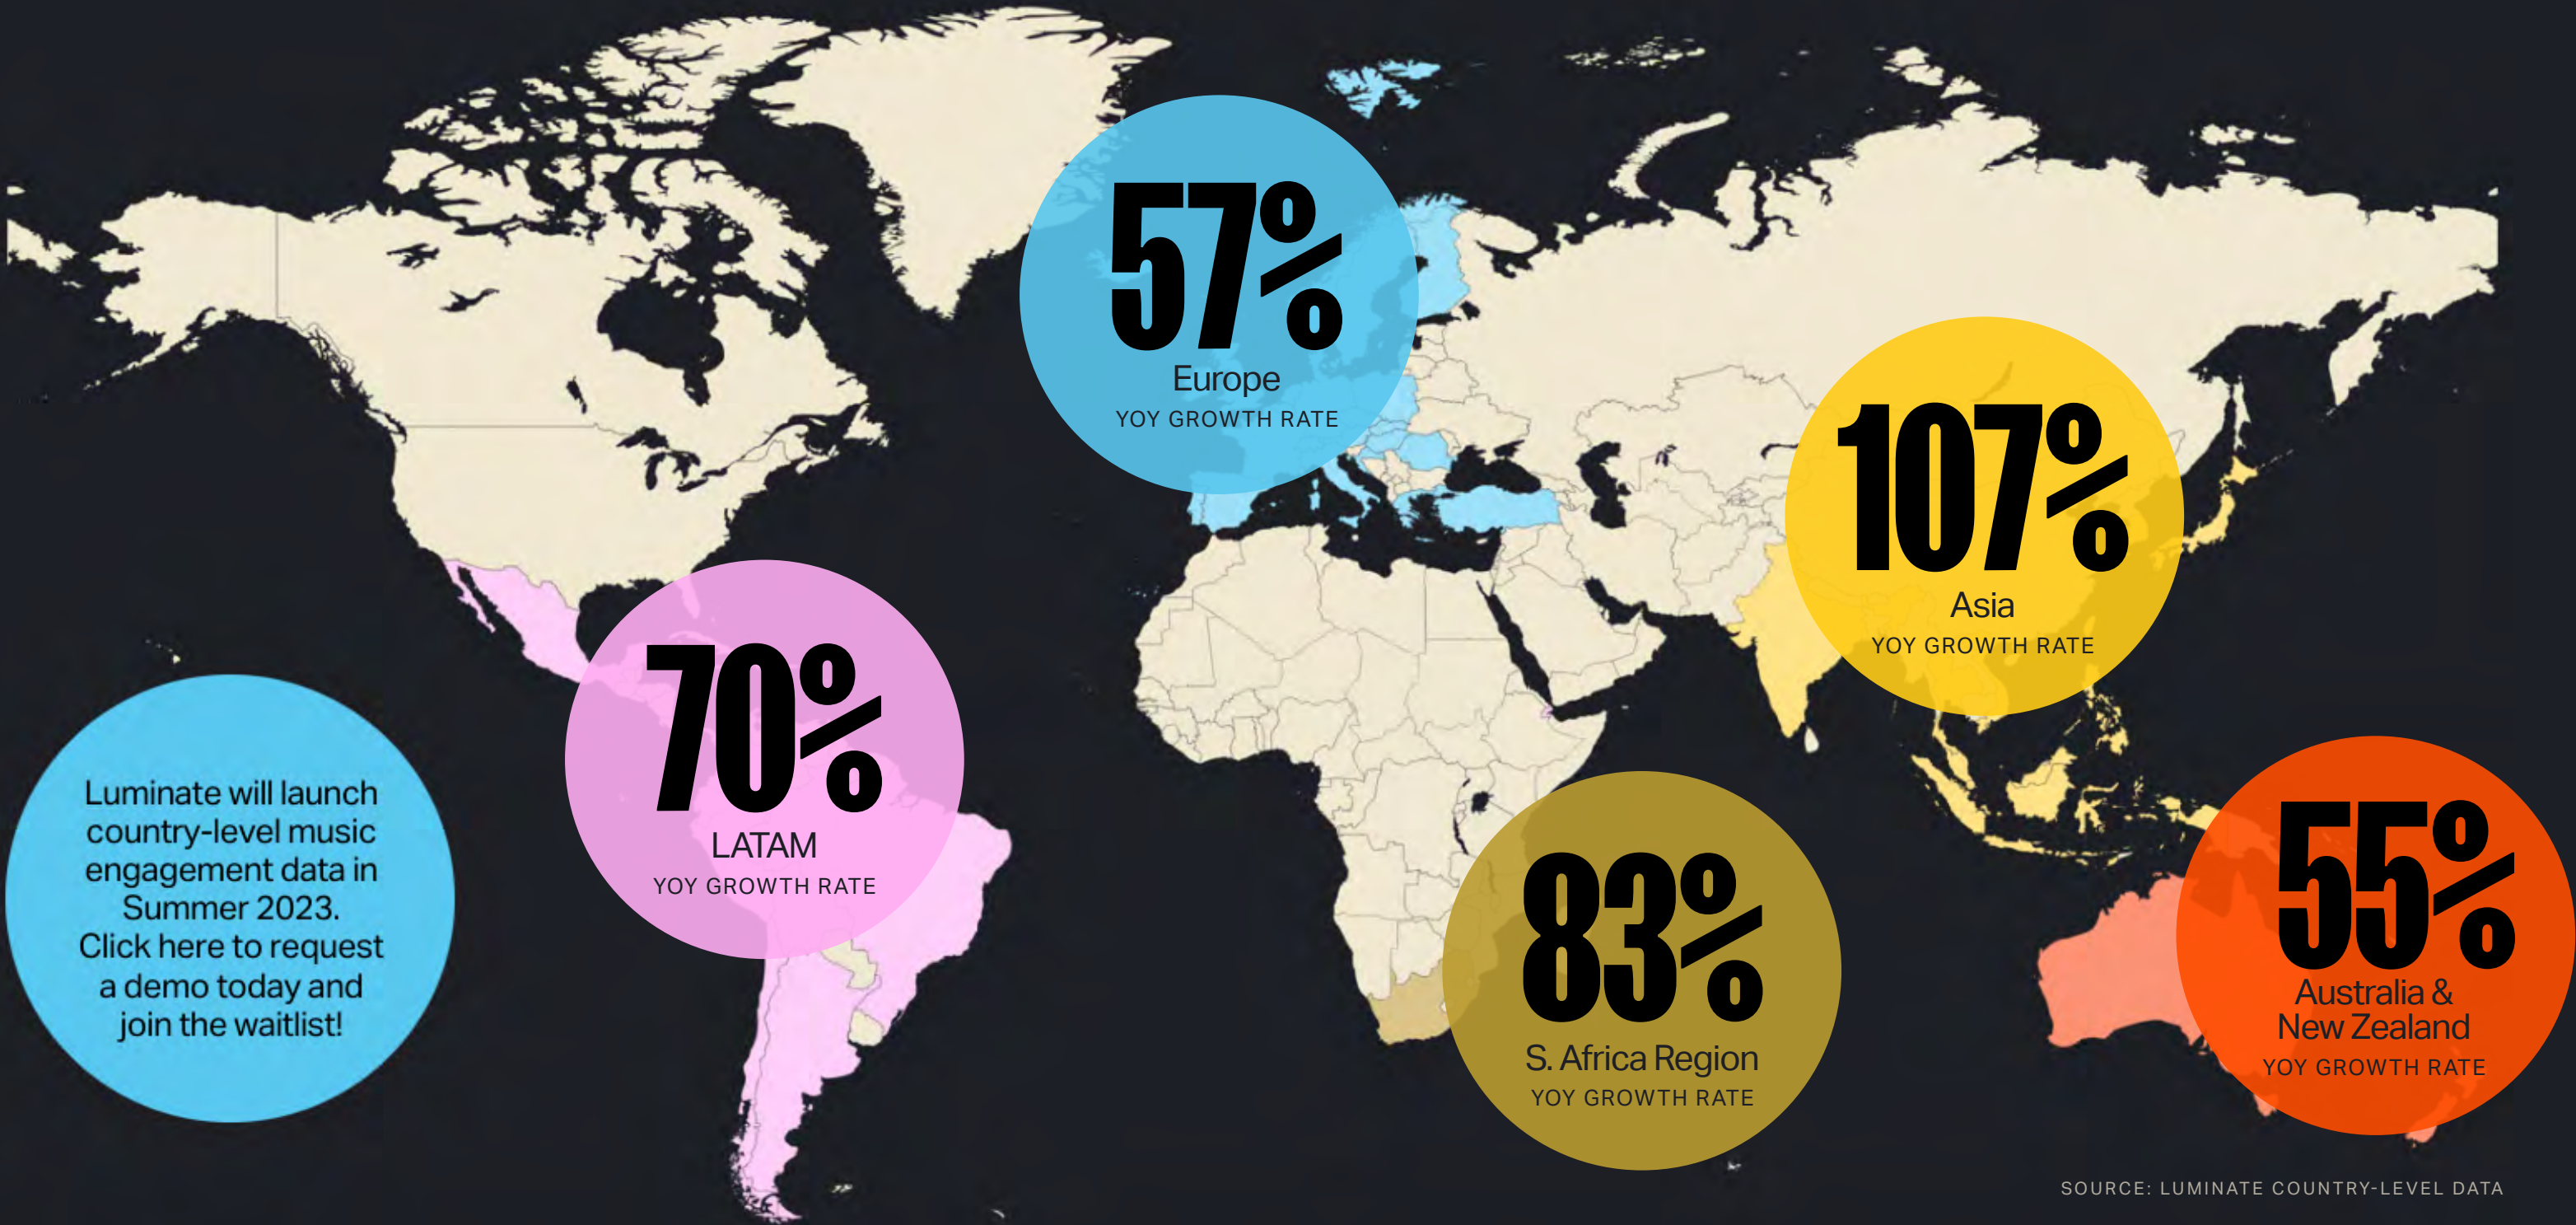 57%
Europe
YOY GROWTH RATE
107%
Asia
YOY GROWTH RATE
70%
LATAM
YOY GROWTH RATE
Luminate will launch
country-level music
engagement data in
Summer 2023.
Click here to request
a demo today and
join the waitlist!
83%
S. Africa Region
YOY GROWTH RATE
55%
Australia &
New Zealand
YOY GROWTH RATE
SOURCE: LUMINATE COUNTRY-LEVEL DATA